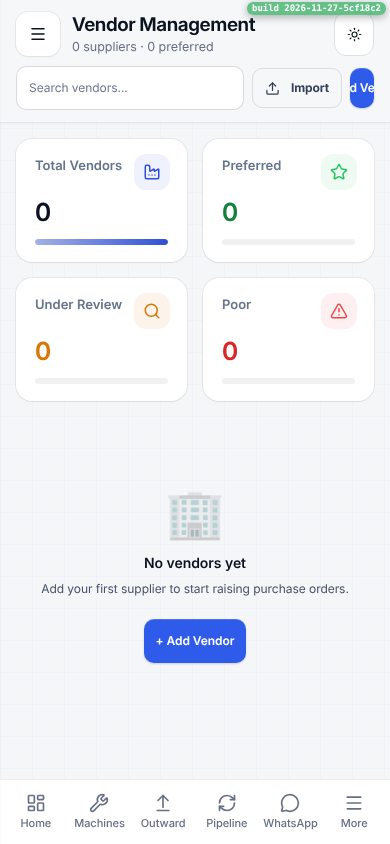 build 2026-11-27-5cf18c2
Vendor Management
0 suppliers · 0 preferred
Search vendors...
Import
d Ve
Total Vendors
0
Preferred
0
Under Review
0
Poor
0
No vendors yet
Add your first supplier to start raising purchase orders.
+ Add Vendor
Home
Machines
Outward
Pipeline
WhatsApp
More